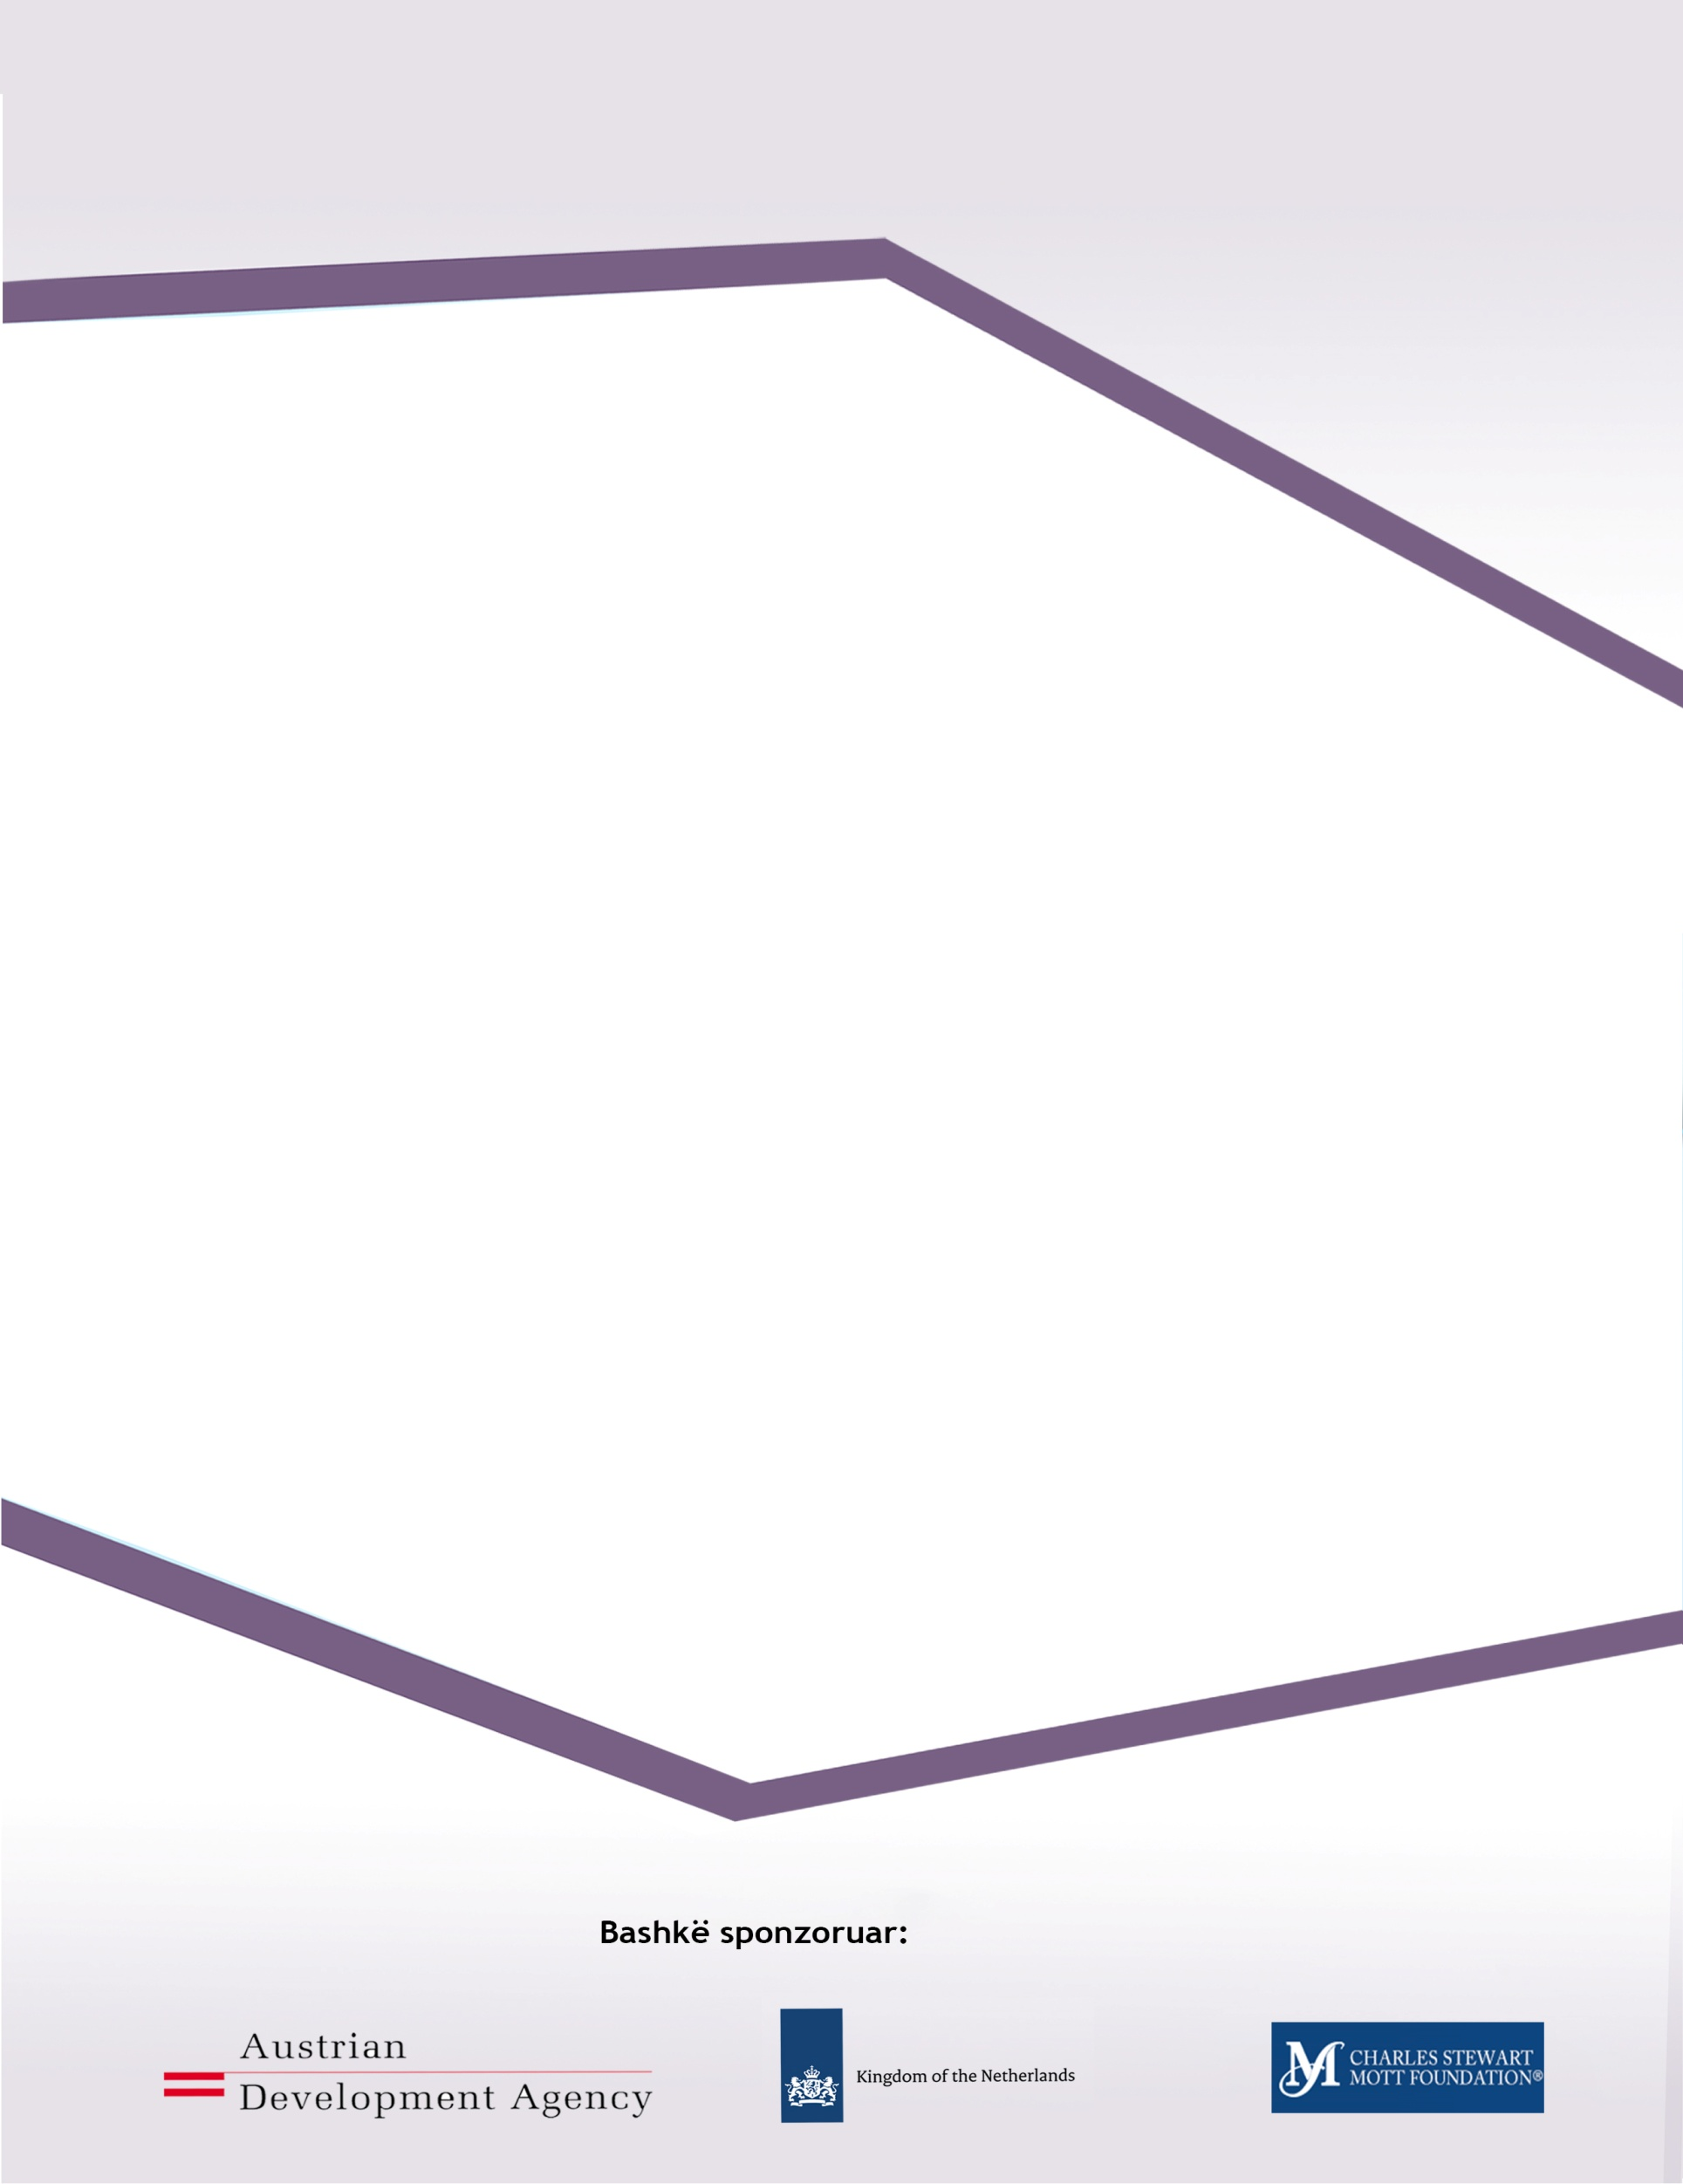 Bashkë sponzoruar:
Austrian
Development Agency
Kingdom of the Netherlands
CHARLES STEWART
MOTT FOUNDATION®